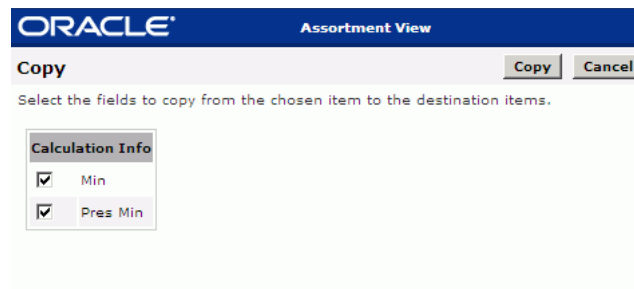 ORACLE Assortment View
Copy Copy Cancel
Select the fields to copy from the chosen item to the destination items.
Calculation Info
Min
Pres Min